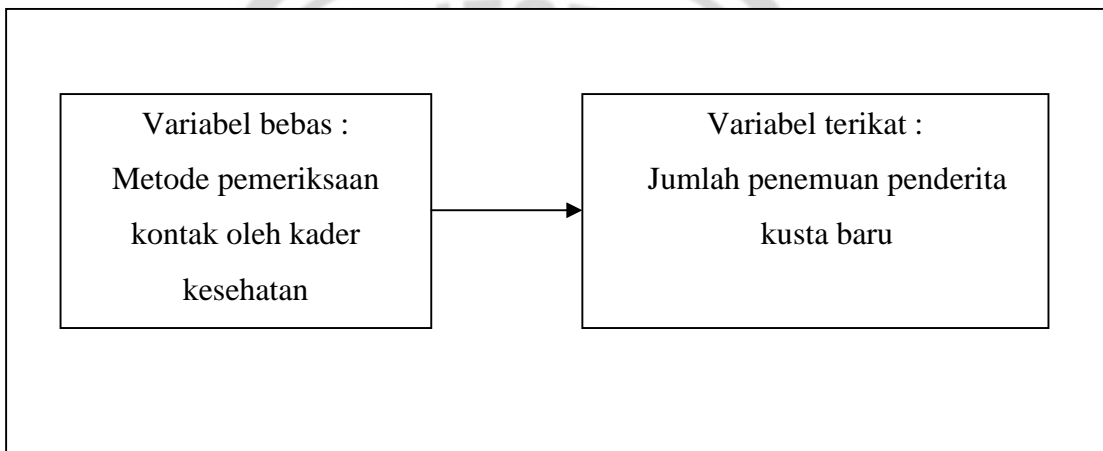 Variabel bebas :
Metode pemeriksaan
kontak oleh kader
kesehatan
Variabel terikat :
Jumlah penemuan penderita
kusta baru